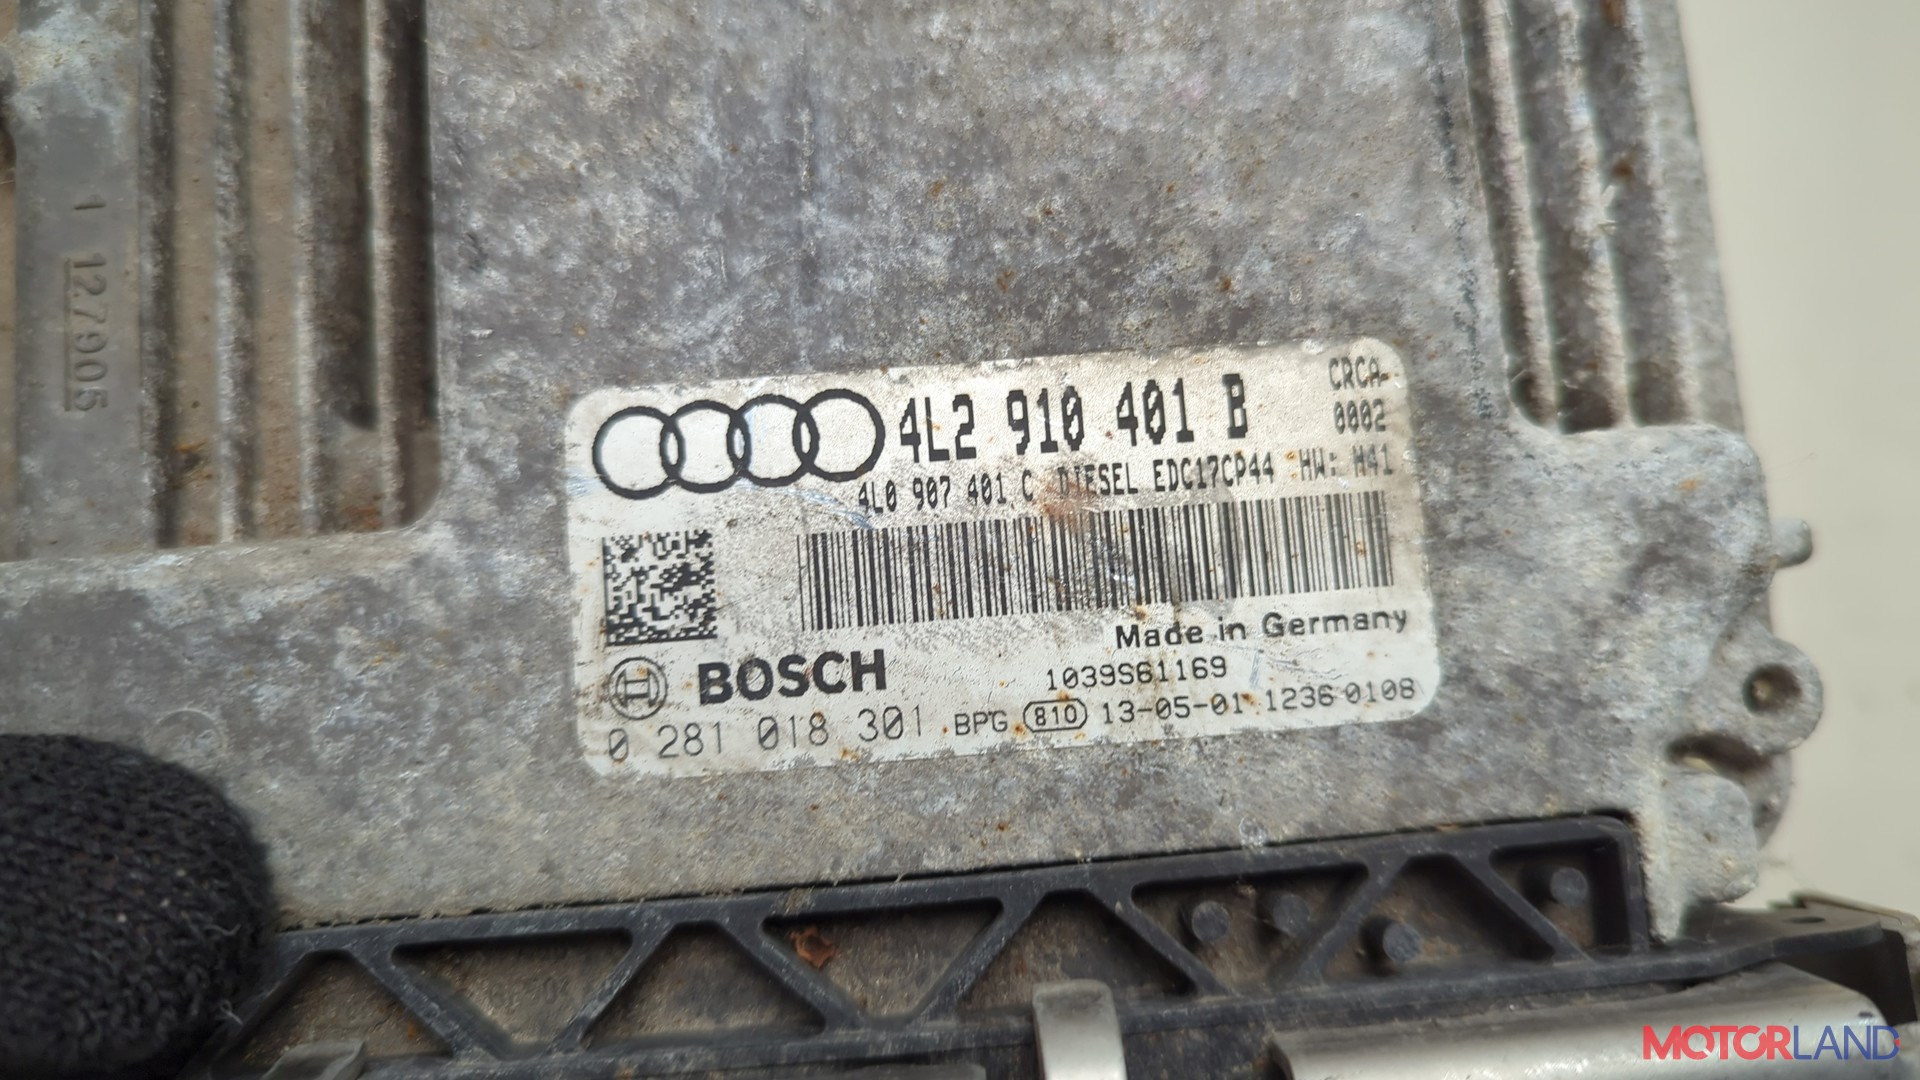 1 127905
4L2 910 401 B
CRCA
0002
4L0 907 401 C DIESEL EDC17CP44 HW: H41
Made in Germany
BOSCH
1039S61169
0 281 018 301 BPG 810 13-05-01 1236 0108
MOTORLAND